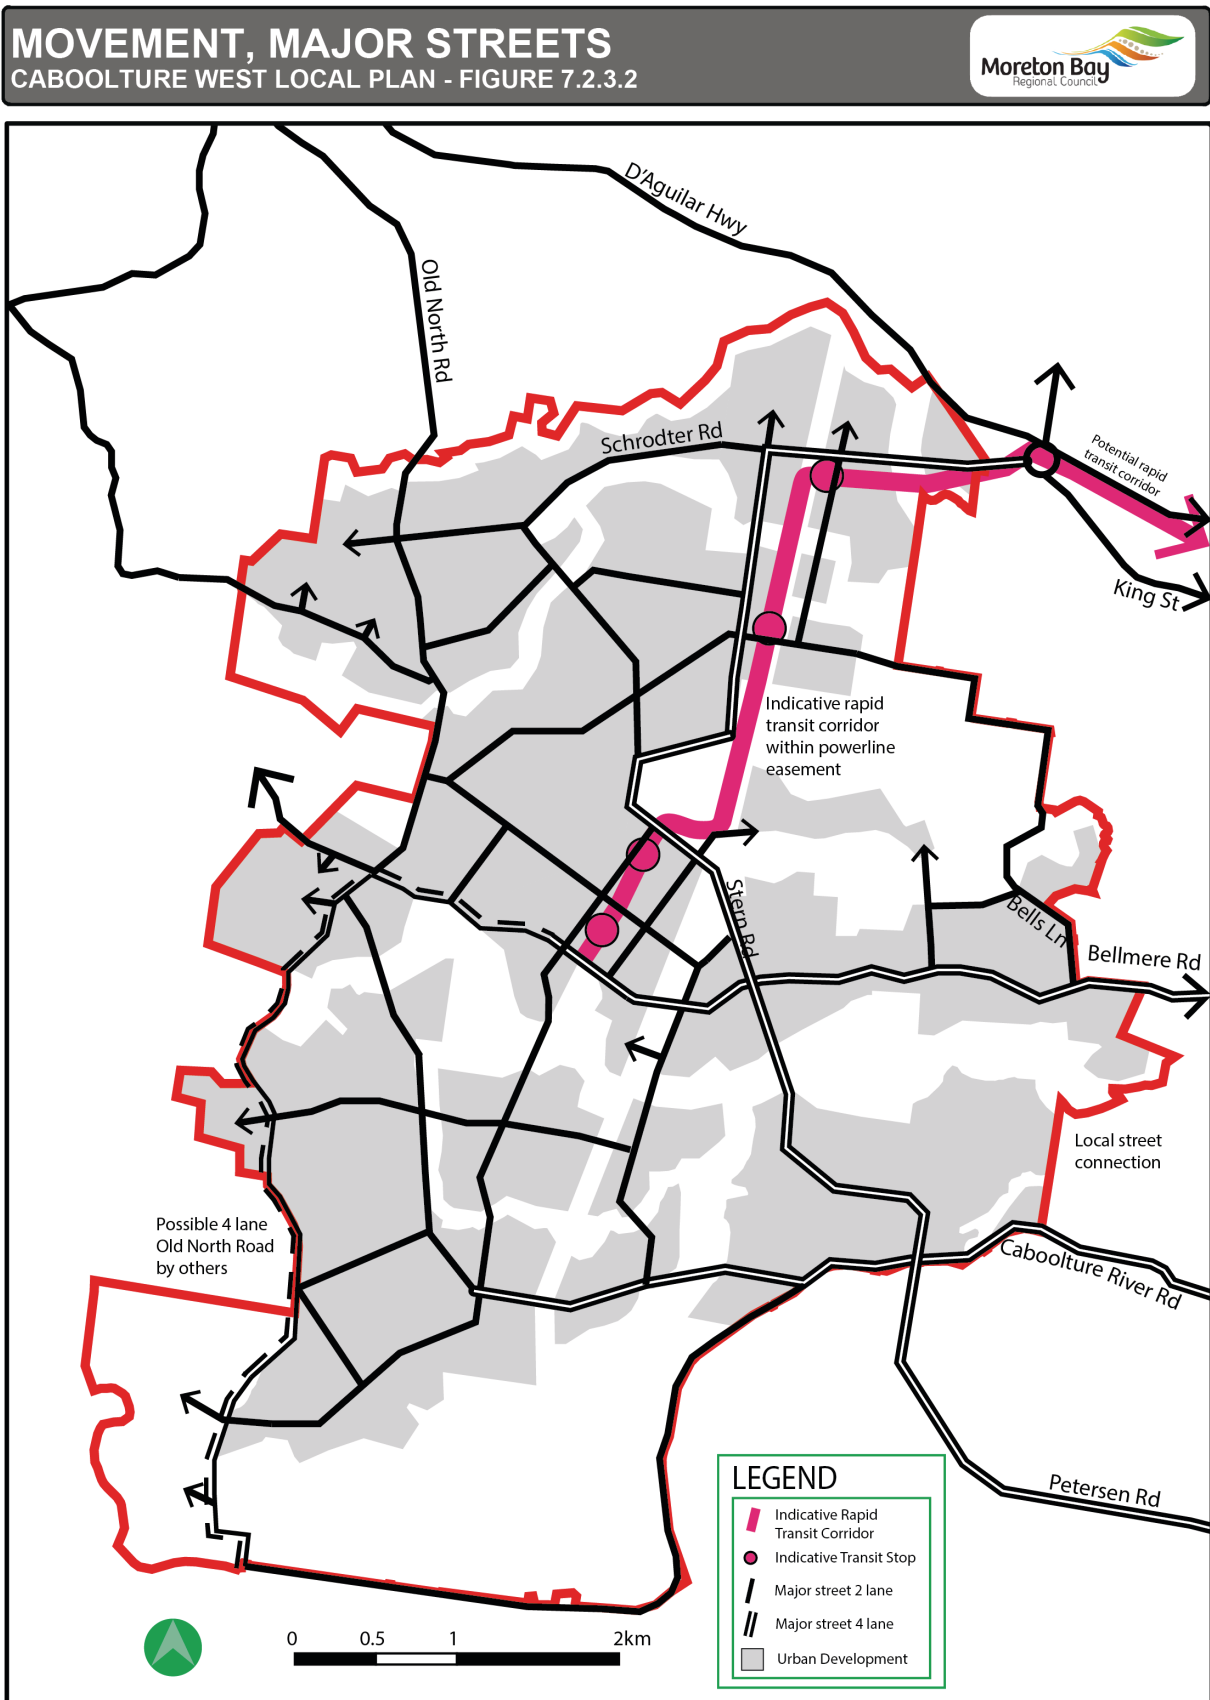 MOVEMENT, MAJOR STREETS
CABOOLTURE WEST LOCAL PLAN - FIGURE 7.2.3.2
Moreton Bay
Regional Council
D'Aguilar Hwy
Old North Rd
Schrodter Rd
Potential rapid
transit corridor
King St
Indicative rapid
transit corridor
within powerline
easement
Stern Rd
Bells Ln
Bellmere Rd
Local street
connection
Possible 4 lane
Old North Road
by others
Caboolture River Rd
Petersen Rd
LEGEND
Indicative Rapid
Transit Corridor
Indicative Transit Stop
Major street 2 lane
Major street 4 lane
Urban Development
0 0.5 1 2km